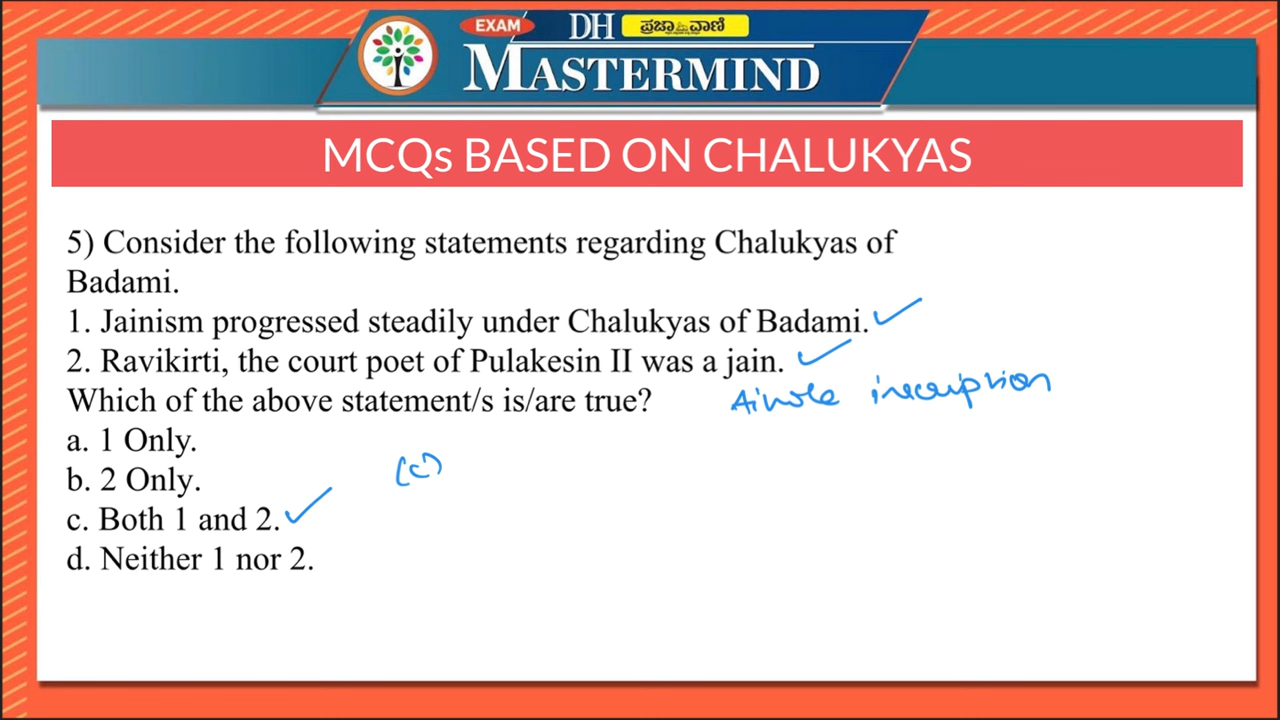 EXAM
DH ಪ್ರಜಾವಾಣಿ
MASTERMIND
MCQs BASED ON CHALUKYAS
5) Consider the following statements regarding Chalukyas of
Badami.
1. Jainism progressed steadily under Chalukyas of Badami.
2. Ravikirti, the court poet of Pulakesin II was a jain.
Which of the above statement/s is/are true?
Aihole inscription
a. 1 Only.
b. 2 Only.
(c)
c. Both 1 and 2.
d. Neither 1 nor 2.